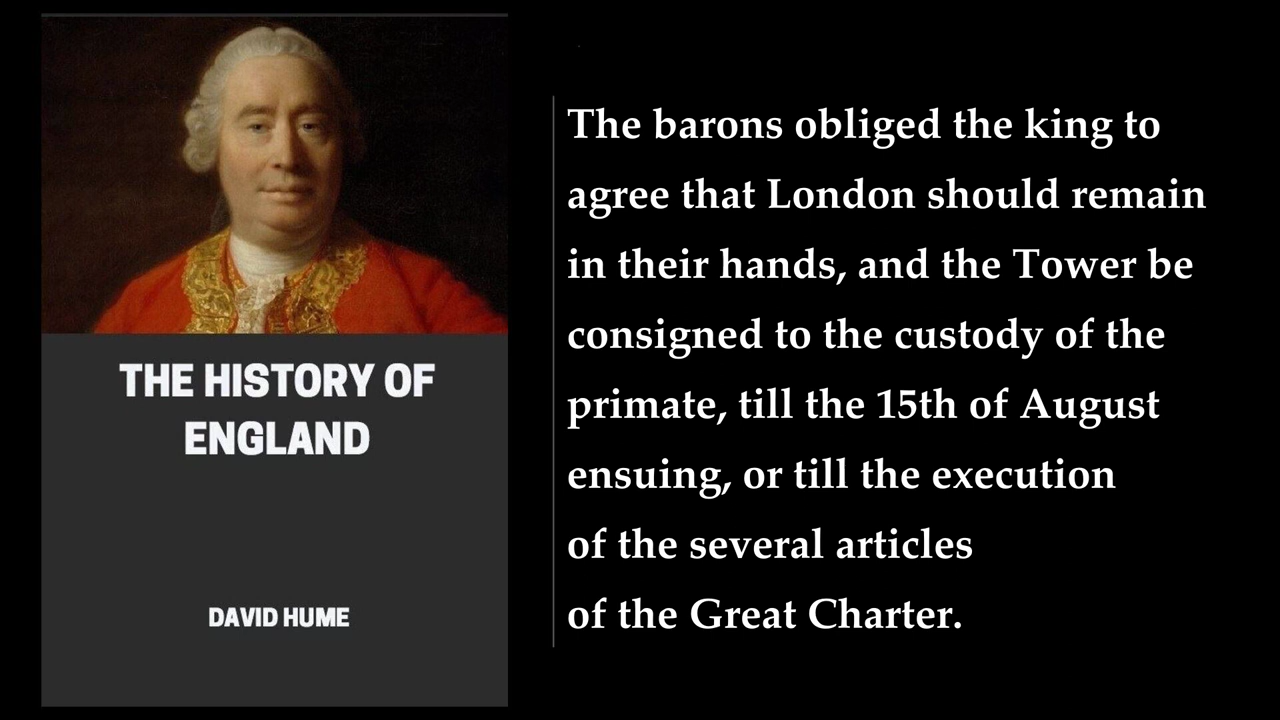 THE HISTORY OF
ENGLAND
DAVID HUME
The barons obliged the king to
agree that London should remain
in their hands, and the Tower be
consigned to the custody of the
primate, till the 15th of August
ensuing, or till the execution
of the several articles
of the Great Charter.